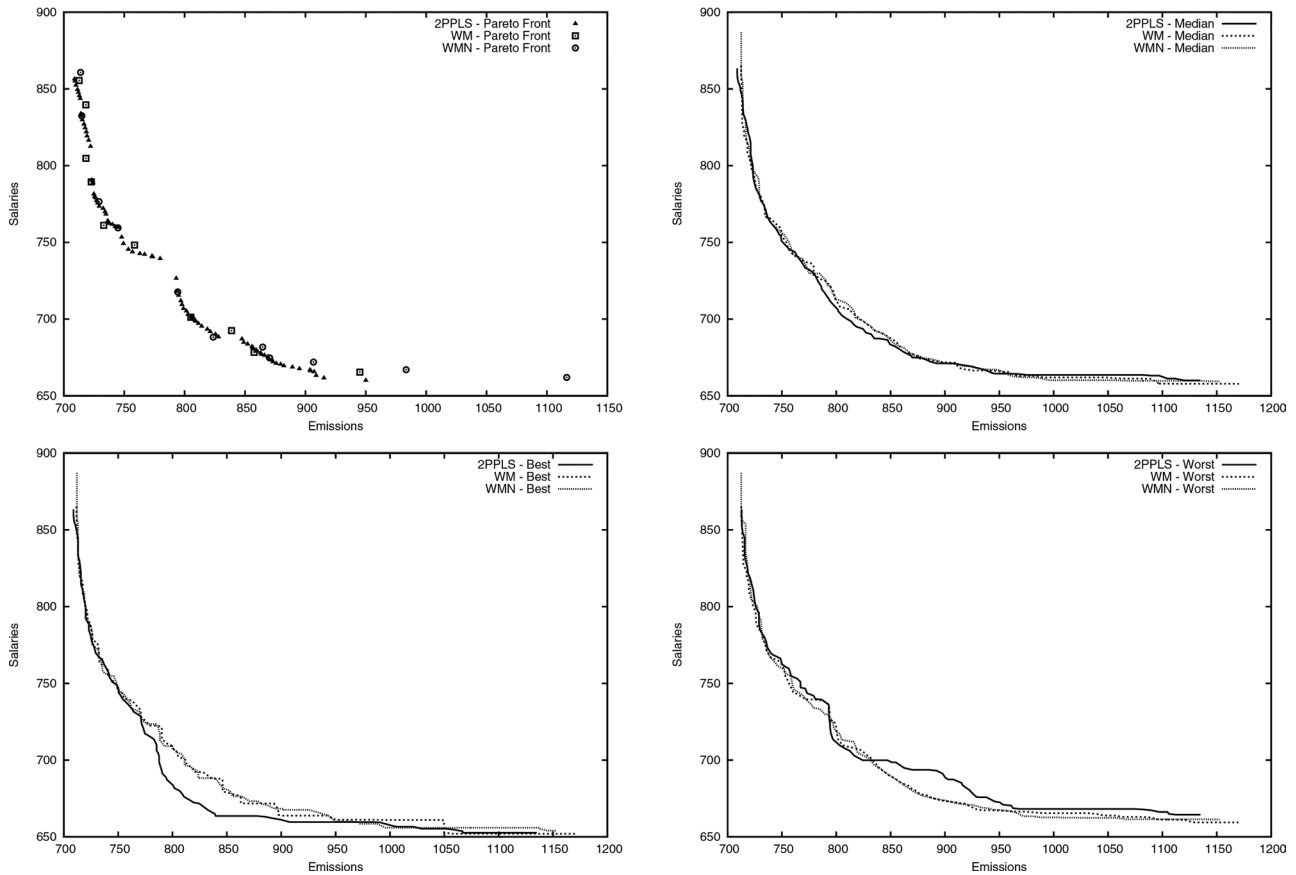 900
850
800
750
700
650
Salaries
700 750 800 850 900 950 1000 1050 1100 1150
Emissions
2PPLS - Pareto Front
WM - Pareto Front
WMN - Pareto Front
900
850
800
750
700
650
Salaries
700 750 800 850 900 950 1000 1050 1100 1150 1200
Emissions
2PPLS - Median
WM - Median
WMN - Median
900
850
800
750
700
650
Salaries
700 750 800 850 900 950 1000 1050 1100 1150 1200
Emissions
2PPLS - Best
WM - Best
WMN - Best
900
850
800
750
700
650
Salaries
700 750 800 850 900 950 1000 1050 1100 1150 1200
Emissions
2PPLS - Worst
WM - Worst
WMN - Worst